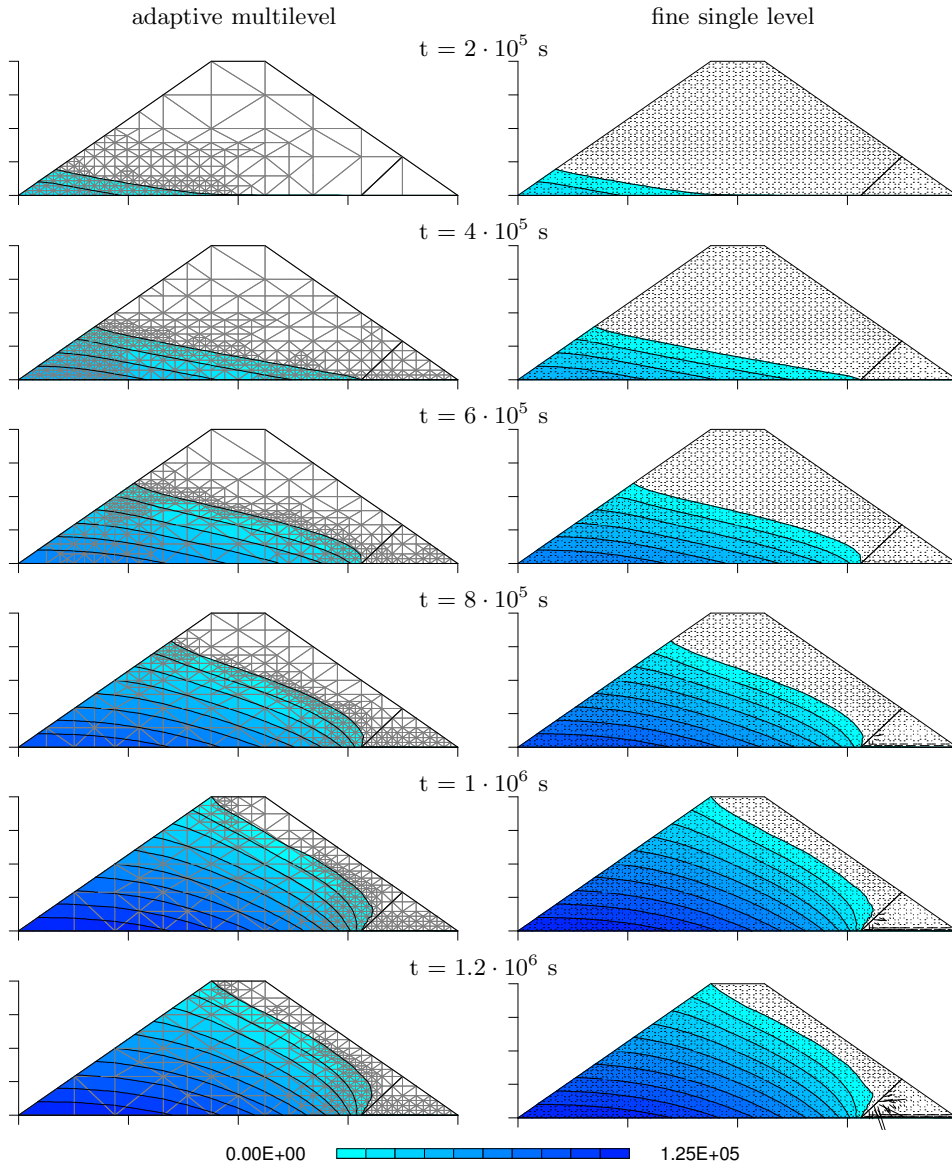 adaptive multilevel
fine single level
t = 2 · 10⁵ s
t = 4 · 10⁵ s
t = 6 · 10⁵ s
t = 8 · 10⁵ s
t = 1 · 10⁶ s
t = 1.2 · 10⁶ s
0.00E+00
1.25E+05